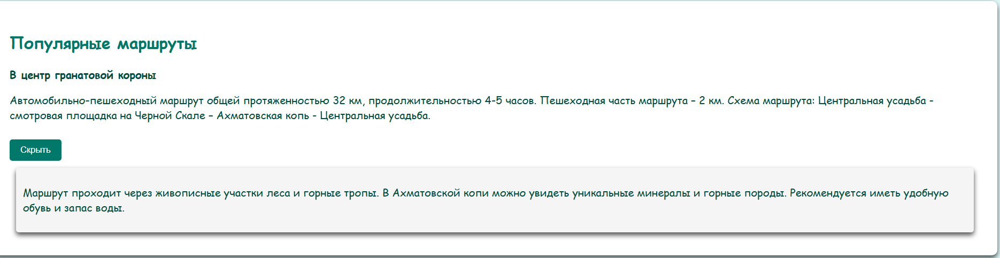 Популярные маршруты
В центр гранатовой короны
Автомобильно-пешеходный маршрут общей протяженностью 32 км, продолжительностью 4-5 часов. Пешеходная часть маршрута – 2 км. Схема маршрута: Центральная усадьба -
смотровая площадка на Черной Скале – Ахматовская копь - Центральная усадьба.
Скрыть
Маршрут проходит через живописные участки леса и горные тропы. В Ахматовской копи можно увидеть уникальные минералы и горные породы. Рекомендуется иметь удобную
обувь и запас воды.